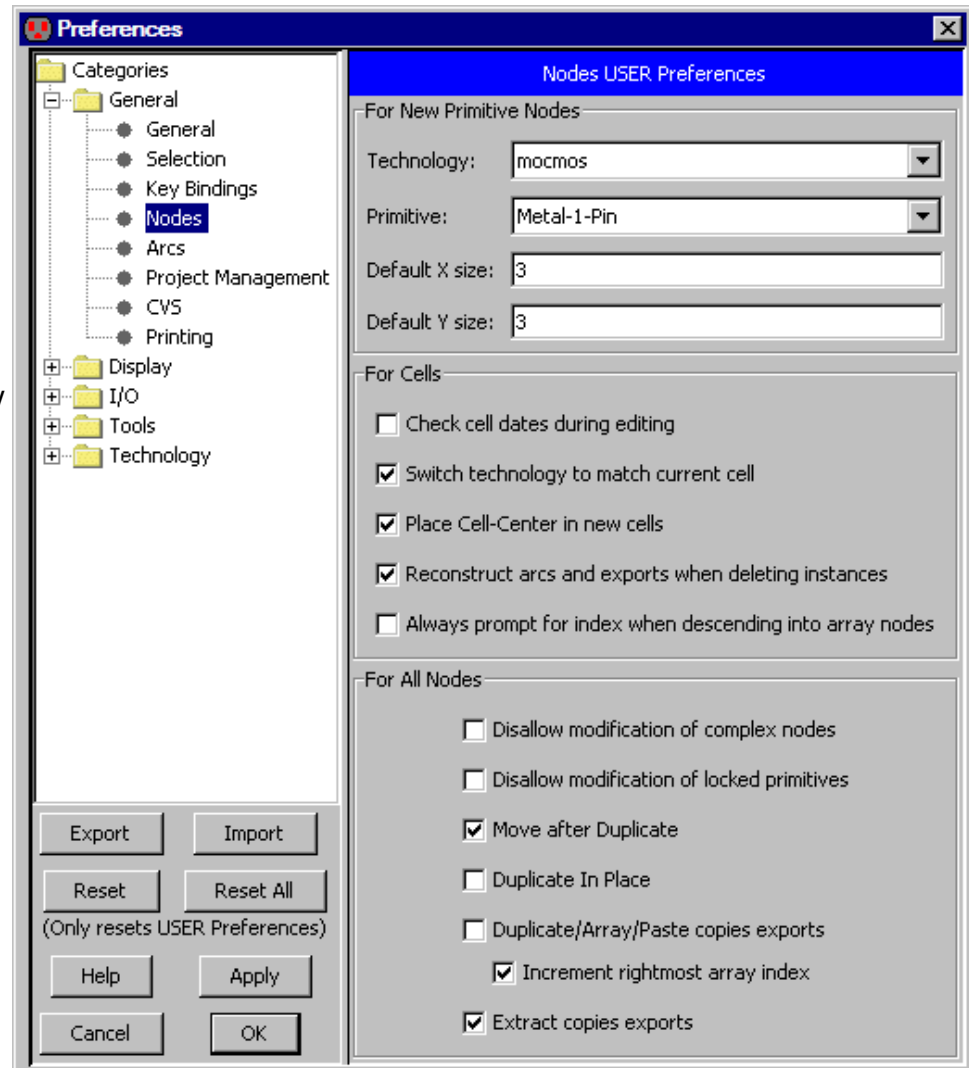 Preferences
Categories
General
General
Selection
Key Bindings
Nodes
Arcs
Project Management
CVS
Printing
Display
I/O
Tools
Technology
Export Import
Reset Reset All
(Only resets USER Preferences)
Help Apply
Cancel OK
Nodes USER Preferences
For New Primitive Nodes
Technology: mocmos
Primitive: Metal-1-Pin
Default X size: 3
Default Y size: 3
For Cells
Check cell dates during editing
Switch technology to match current cell
Place Cell-Center in new cells
Reconstruct arcs and exports when deleting instances
Always prompt for index when descending into array nodes
For All Nodes
Disallow modification of complex nodes
Disallow modification of locked primitives
Move after Duplicate
Duplicate In Place
Duplicate/Array/Paste copies exports
Increment rightmost array index
Extract copies exports